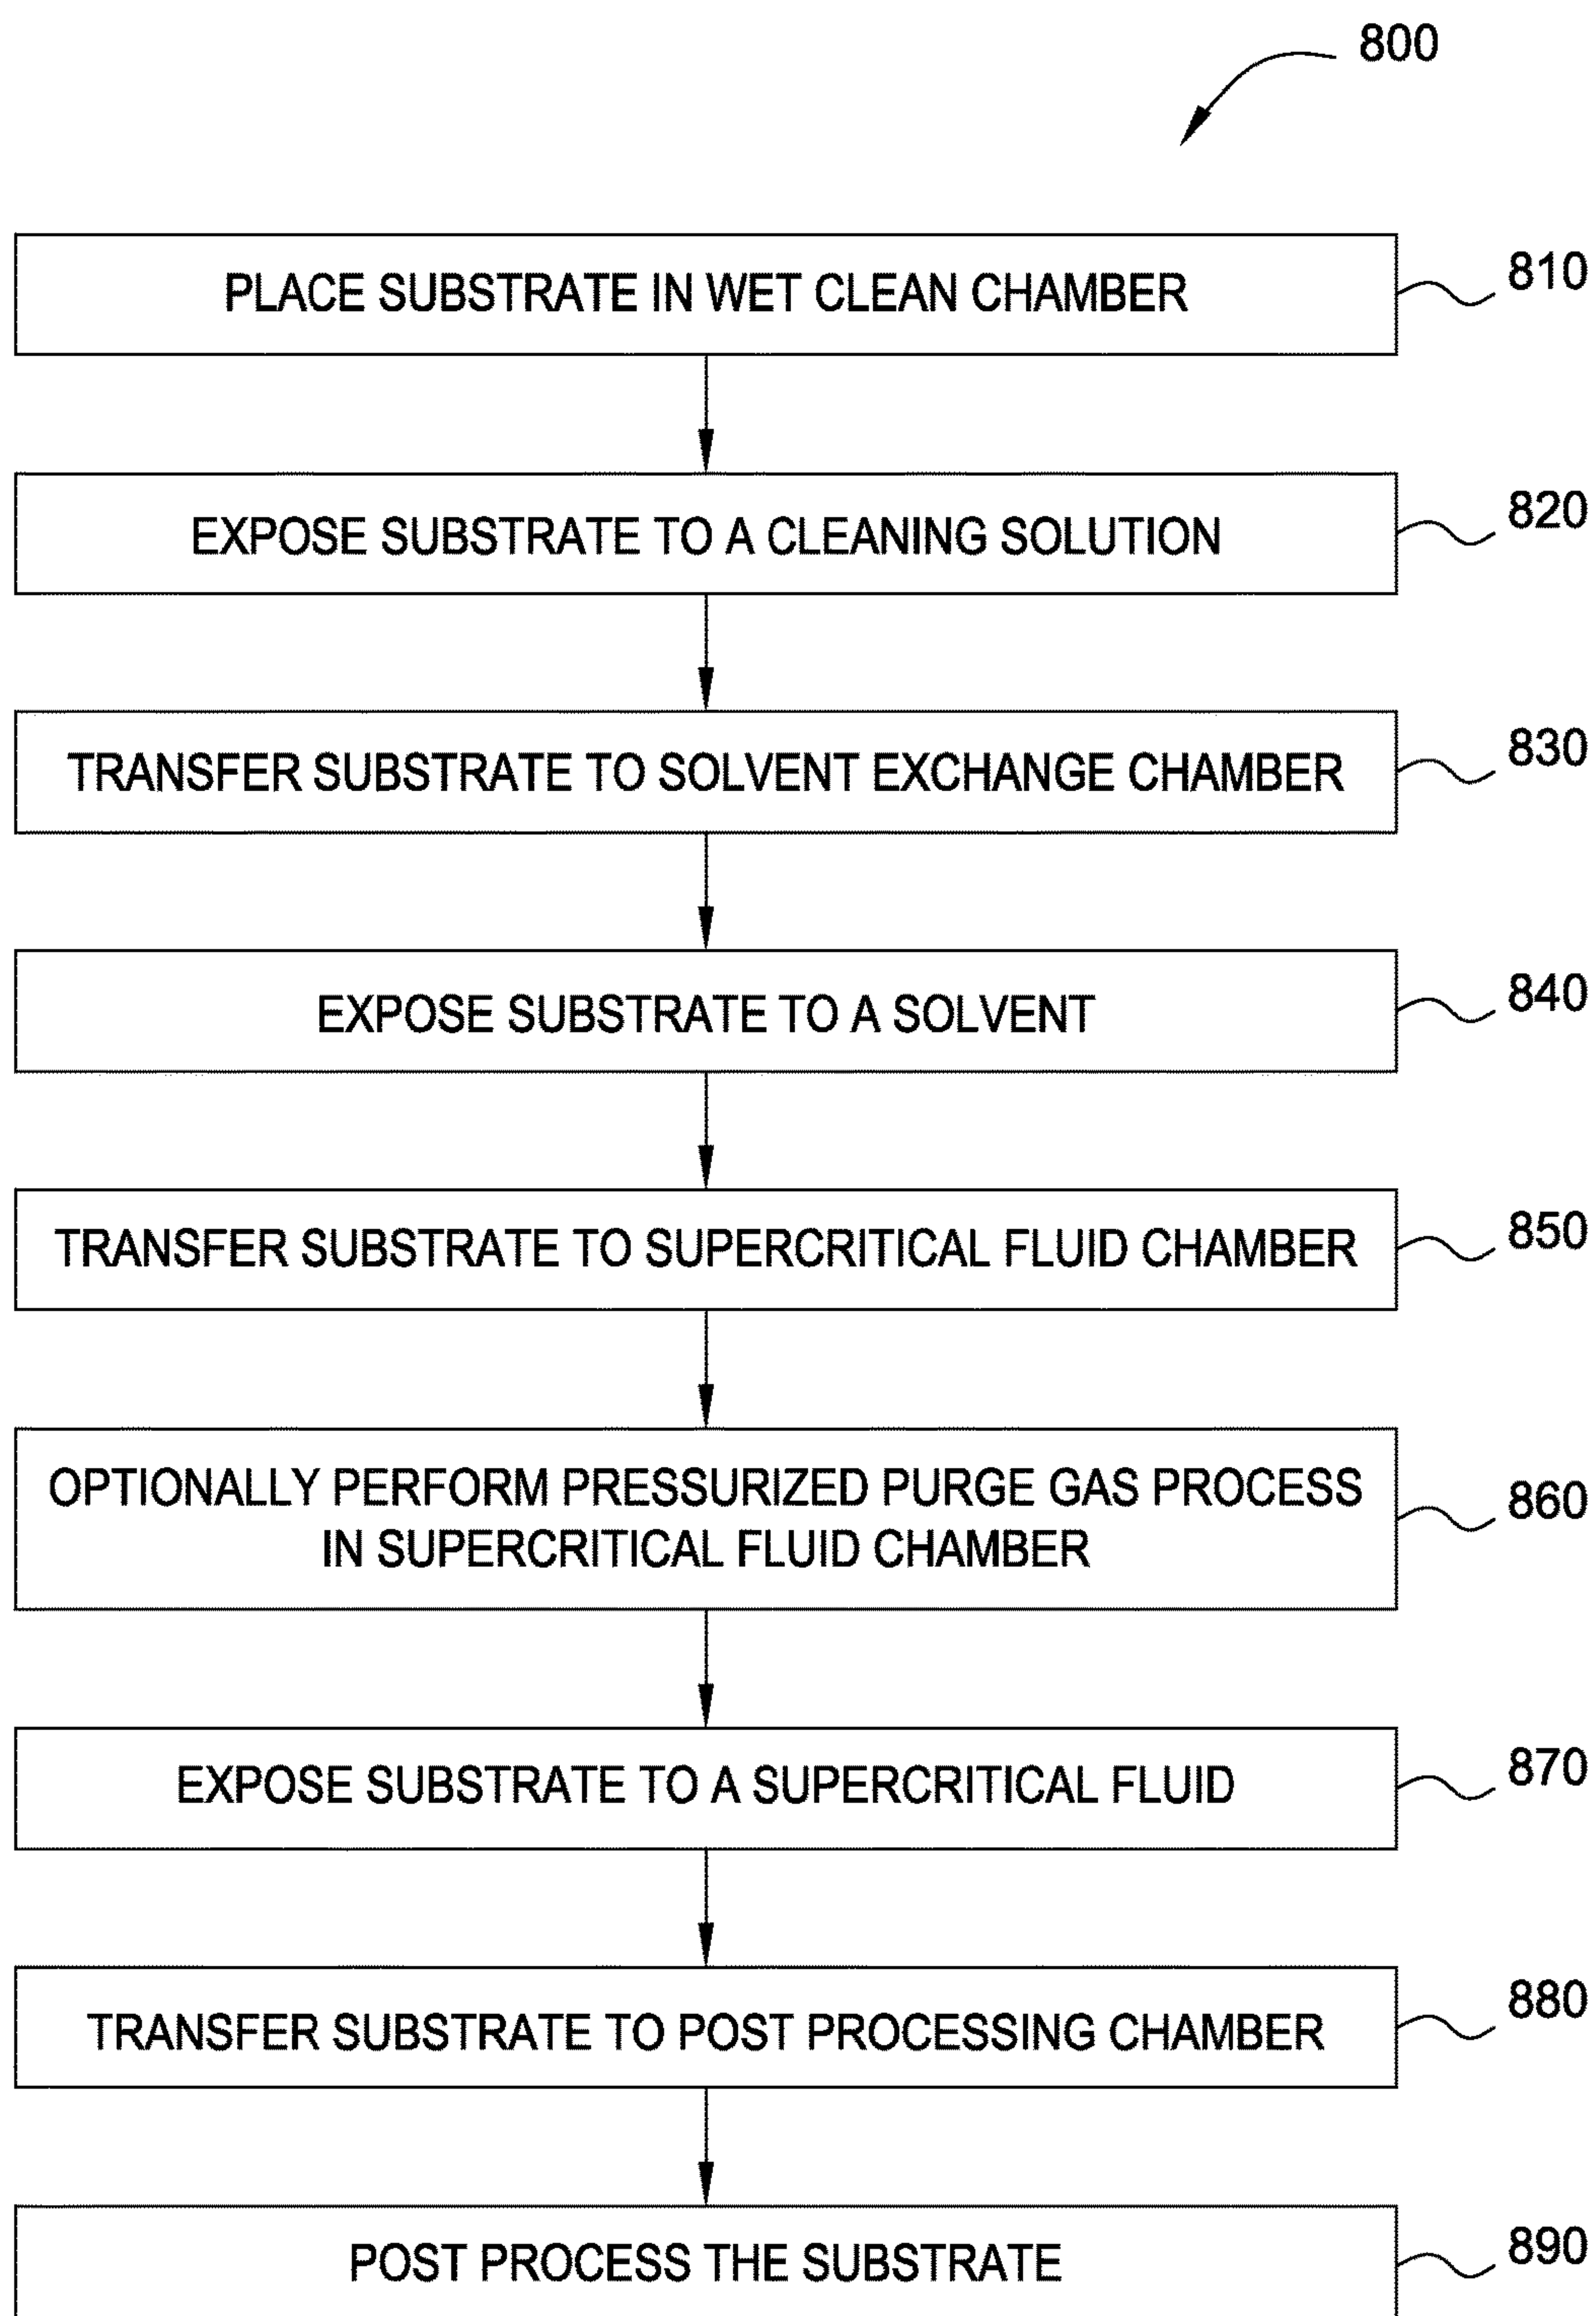 800
PLACE SUBSTRATE IN WET CLEAN CHAMBER
810
EXPOSE SUBSTRATE TO A CLEANING SOLUTION
820
TRANSFER SUBSTRATE TO SOLVENT EXCHANGE CHAMBER
830
EXPOSE SUBSTRATE TO A SOLVENT
840
TRANSFER SUBSTRATE TO SUPERCRITICAL FLUID CHAMBER
850
OPTIONALLY PERFORM PRESSURIZED PURGE GAS PROCESS
IN SUPERCRITICAL FLUID CHAMBER
860
EXPOSE SUBSTRATE TO A SUPERCRITICAL FLUID
870
TRANSFER SUBSTRATE TO POST PROCESSING CHAMBER
880
POST PROCESS THE SUBSTRATE
890